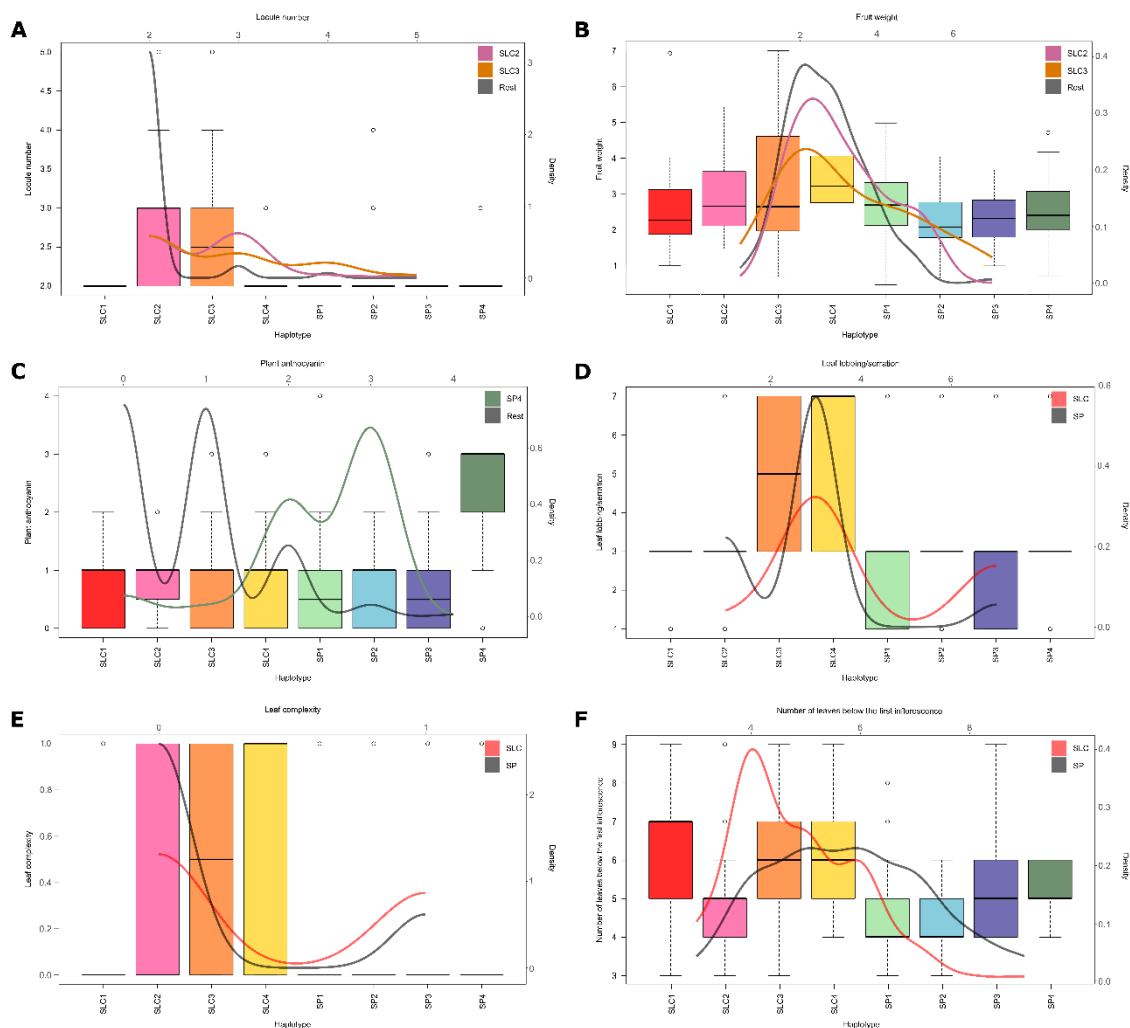 A
Locule number
2 3 4 5
5.0
4.5
4.0
3.5
3.0
2.5
2.0
Locule number
SLC2
SLC3
Rest
3
2
1
0
Density
SLC1 SLC2 SLC3 SLC4 SP1 SP2 SP3 SP4
Haplotype
B
Fruit weight
2 4 6
7
6
5
4
3
2
1
Fruit weight
SLC2
SLC3
Rest
0.4
0.3
0.2
0.1
0.0
Density
SLC1 SLC2 SLC3 SLC4 SP1 SP2 SP3 SP4
Haplotype
C
Plant anthocyanin
0 1 2 3 4
4
3
2
1
0
Plant anthocyanin
SP4
Rest
0.6
0.4
0.2
0.0
Density
SLC1 SLC2 SLC3 SLC4 SP1 SP2 SP3 SP4
Haplotype
D
Leaf lobbing/serration
2 4 6
7
6
5
4
3
2
1
Leaf lobbing/serration
SLC
SP
0.6
0.4
0.2
0.0
Density
SLC1 SLC2 SLC3 SLC4 SP1 SP2 SP3 SP4
Haplotype
E
Leaf complexity
0 1
1.0
0.8
0.6
0.4
0.2
0.0
Leaf complexity
SLC
SP
2
1
0
Density
SLC1 SLC2 SLC3 SLC4 SP1 SP2 SP3 SP4
Haplotype
F
Number of leaves below the first inflorescence
4 6 8
9
8
7
6
5
4
3
Number of leaves below the first inflorescence
SLC
SP
0.4
0.3
0.2
0.1
0.0
Density
SLC1 SLC2 SLC3 SLC4 SP1 SP2 SP3 SP4
Haplotype